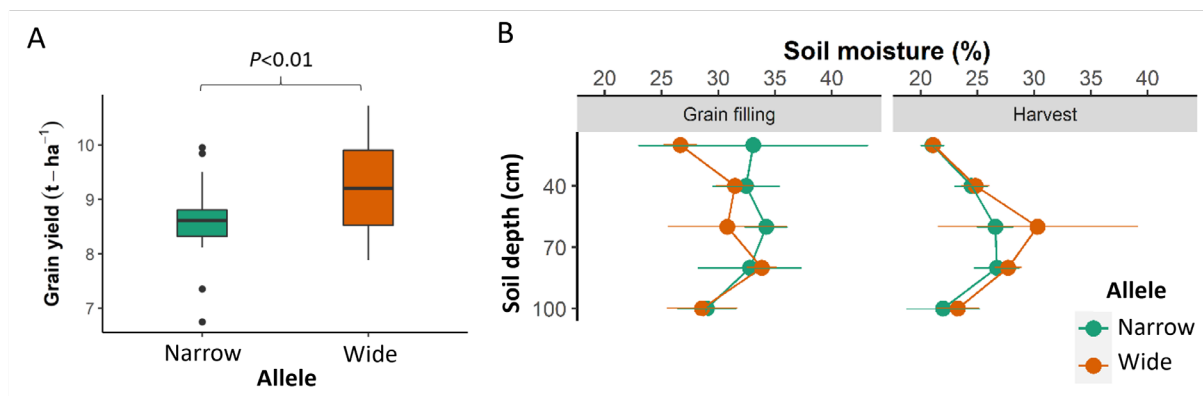 A
P<0.01
Grain yield (t – ha⁻¹)
10
9
8
7
Narrow
Wide
Allele
B
Soil moisture (%)
20 25 30 35 40
20 25 30 35 40
Grain filling
Harvest
Soil depth (cm)
40
70
100
Allele
Narrow
Wide